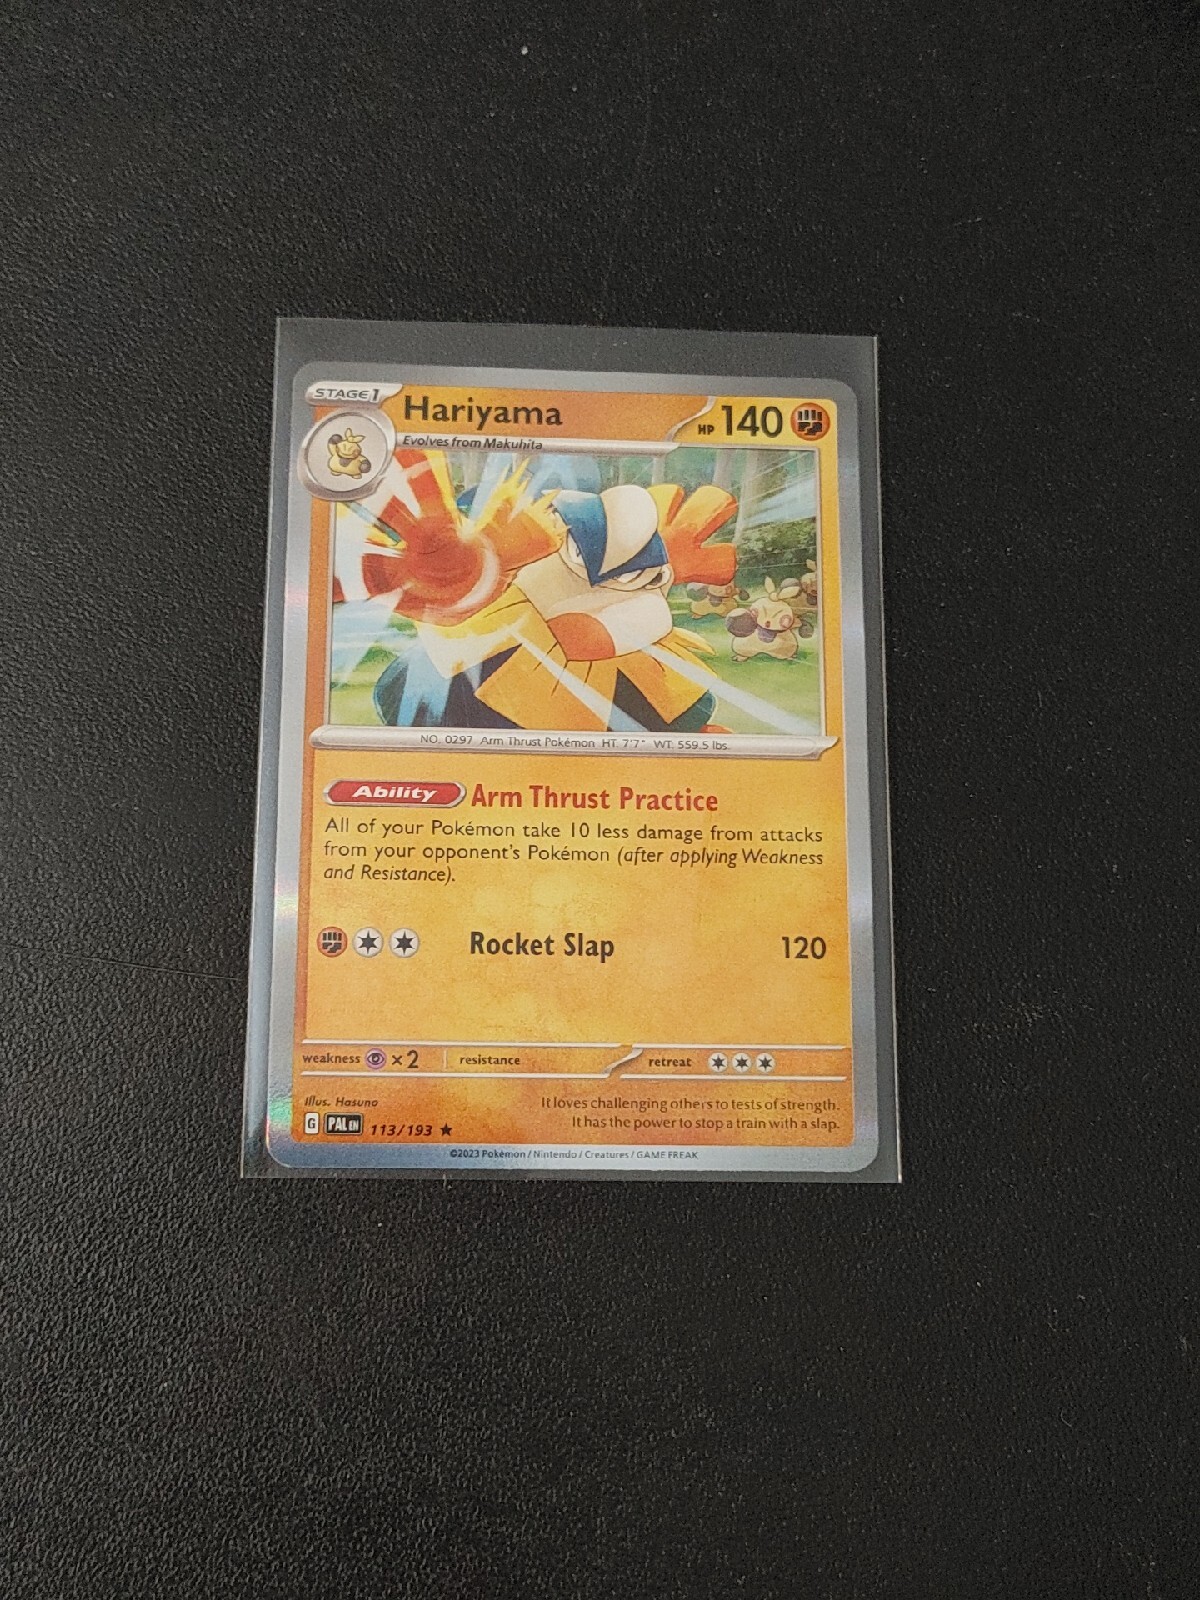 STAGE 1
Hariyama
HP 140
Evolves from Makuhita
NO. 0297 Arm Thrust Pokémon HT: 7'7" WT: 559.5 lbs.
Ability Arm Thrust Practice
All of your Pokémon take 10 less damage from attacks
from your opponent's Pokémon (after applying Weakness
and Resistance).
Rocket Slap 120
weakness ×2 resistance retreat
Illus. Hasuno
It loves challenging others to tests of strength.
It has the power to stop a train with a slap.
G PAL EN 113/193 ★
©2023 Pokémon / Nintendo / Creatures / GAME FREAK